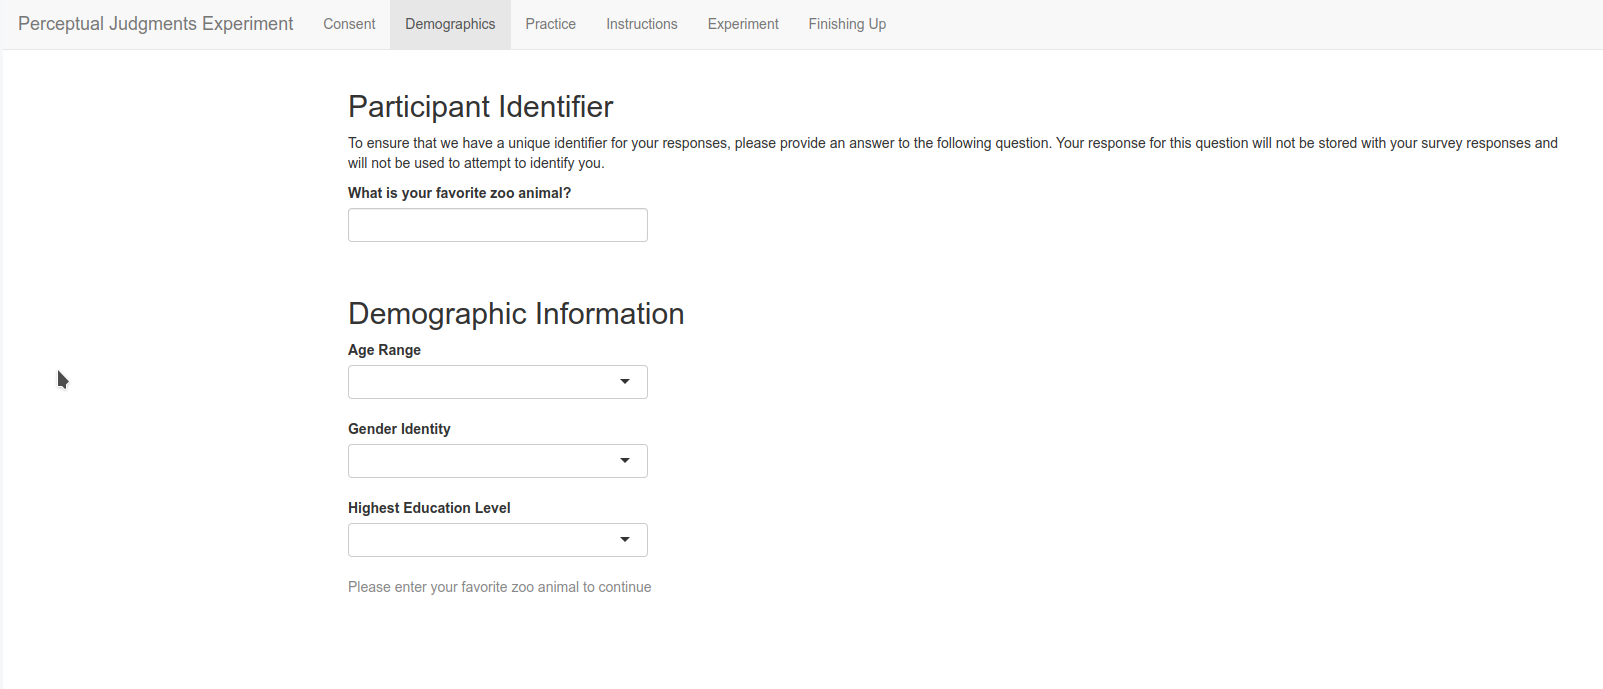 Perceptual Judgments Experiment Consent Demographics Practice Instructions Experiment Finishing Up
Participant Identifier
To ensure that we have a unique identifier for your responses, please provide an answer to the following question. Your response for this question will not be stored with your survey responses and
will not be used to attempt to identify you.
What is your favorite zoo animal?
Demographic Information
Age Range
Gender Identity
Highest Education Level
Please enter your favorite zoo animal to continue